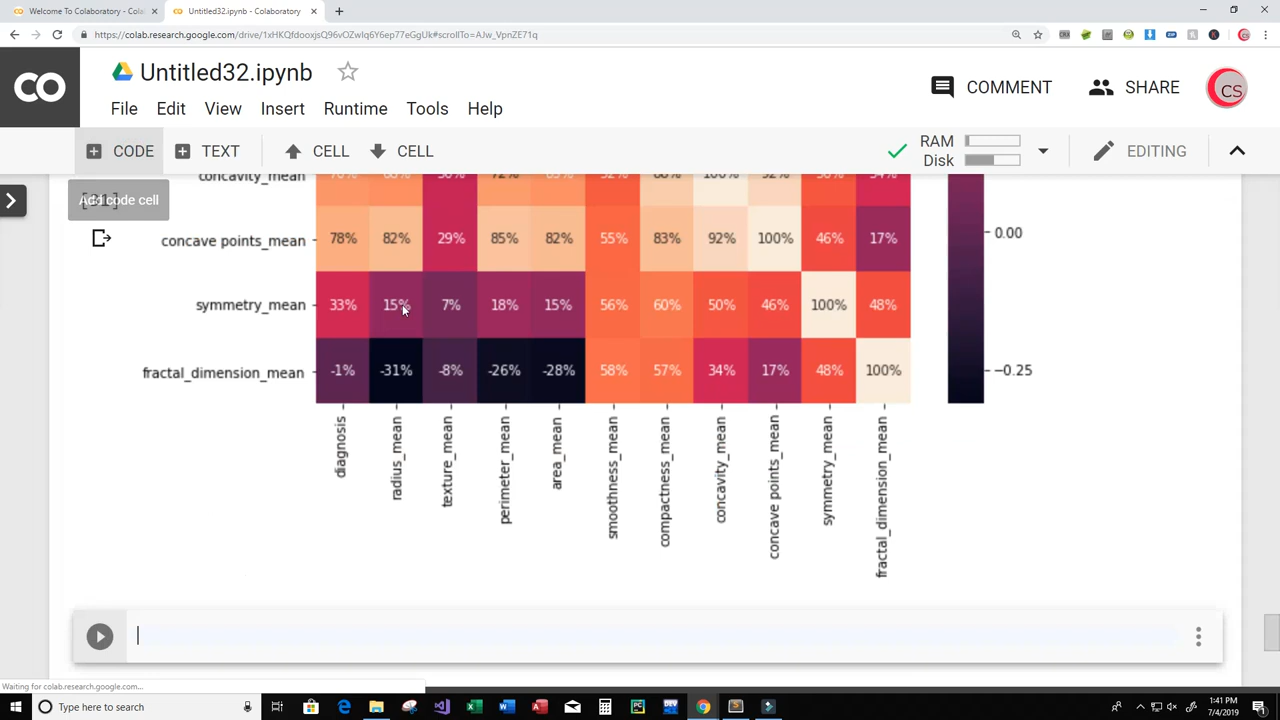 Welcome To Colaboratory - Cola
Untitled32.ipynb - Colaboratory
https://colab.research.google.com/drive/1xHKQfdooxjsQ96vOZwIq6Y6ep77eGgUk#scrollTo=AJw_VpnZE71q
CO
Untitled32.ipynb
File Edit View Insert Runtime Tools Help
COMMENT
SHARE
CS
CODE
TEXT
CELL
CELL
RAM
Disk
EDITING
Add code cell
concavity_mean
0.00
concave points_mean 78% 82% 29% 85% 82% 55% 83% 92% 100% 46% 17%
symmetry_mean 33% 15% 7% 18% 15% 56% 60% 50% 46% 100% 48%
fractal_dimension_mean -1% -31% -8% -26% -28% 58% 57% 34% 17% 48% 100%
−0.25
diagnosis
radius_mean
texture_mean
perimeter_mean
area_mean
smoothness_mean
compactness_mean
concavity_mean
concave points_mean
symmetry_mean
fractal_dimension_mean
Waiting for colab.research.google.com...
Type here to search
1:41 PM
7/4/2019